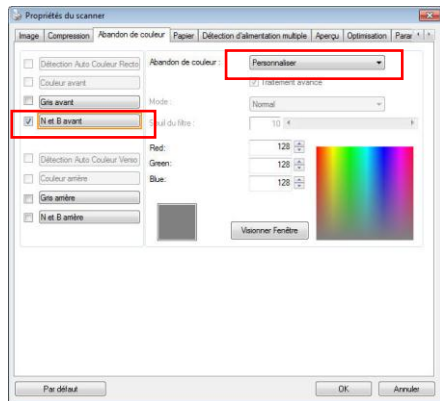 Propriétés du scanner
Image Compression Abandon de couleur Papier Détection d'alimentation multiple Aperçu Optimisation Para
Détection Auto Couleur Recto
Couleur avant
Gris avant
N et B avant
Détection Auto Couleur Verso
Couleur arrière
Gris arrière
N et B arrière
Abandon de couleur : Personnaliser
Traitement avancé
Mode : Normal
Seuil du filtre : 10
Red: 128
Green: 128
Blue: 128
Visionner Fenêtre
Par défaut OK Annuler